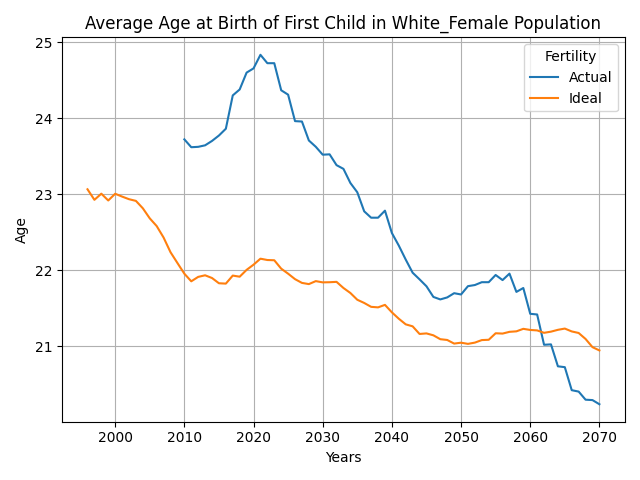 Average Age at Birth of First Child in White_Female Population
Fertility
Actual
Ideal
Age
25
24
23
22
21
2000 2010 2020 2030 2040 2050 2060 2070
Years